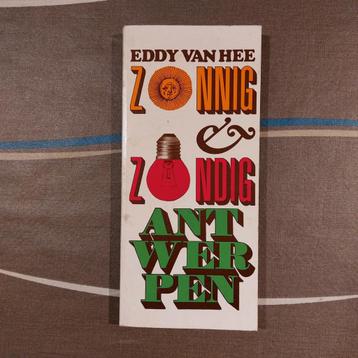 EDDY VAN HEE
ZONNIG
&
ZONDIG
ANT
WER
PEN